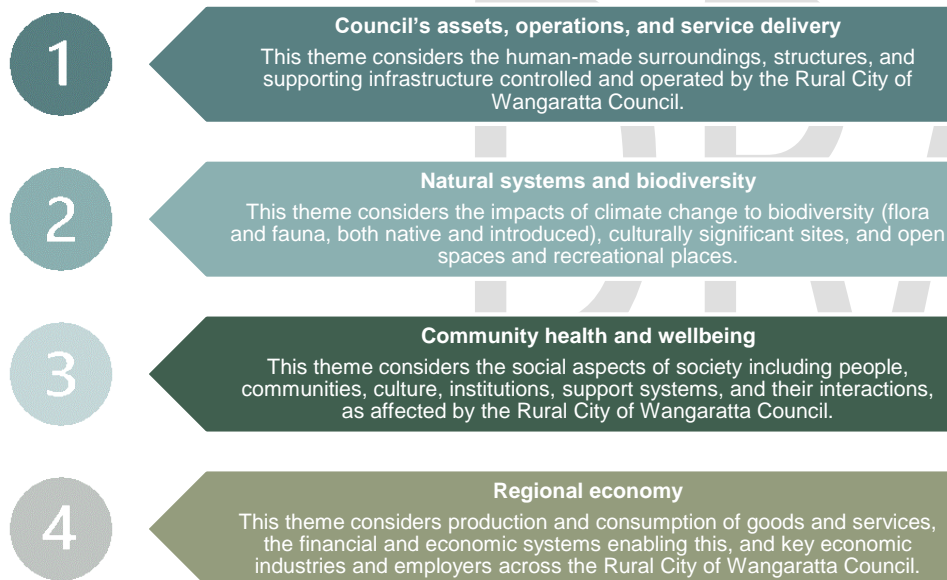 1
Council's assets, operations, and service delivery
This theme considers the human-made surroundings, structures, and
supporting infrastructure controlled and operated by the Rural City of
Wangaratta Council.
2
Natural systems and biodiversity
This theme considers the impacts of climate change to biodiversity (flora
and fauna, both native and introduced), culturally significant sites, and open
spaces and recreational places.
3
Community health and wellbeing
This theme considers the social aspects of society including people,
communities, culture, institutions, support systems, and their interactions,
as affected by the Rural City of Wangaratta Council.
4
Regional economy
This theme considers production and consumption of goods and services,
the financial and economic systems enabling this, and key economic
industries and employers across the Rural City of Wangaratta Council.